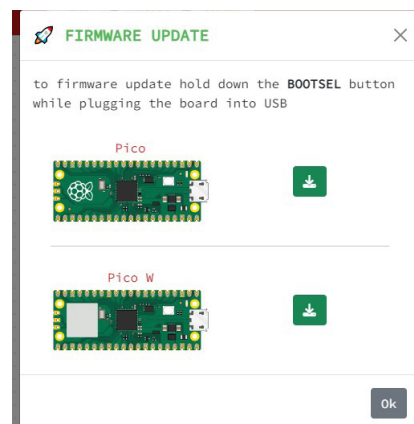 FIRMWARE UPDATE
to firmware update hold down the BOOTSEL button
while plugging the board into USB
Pico
Pico W
Ok